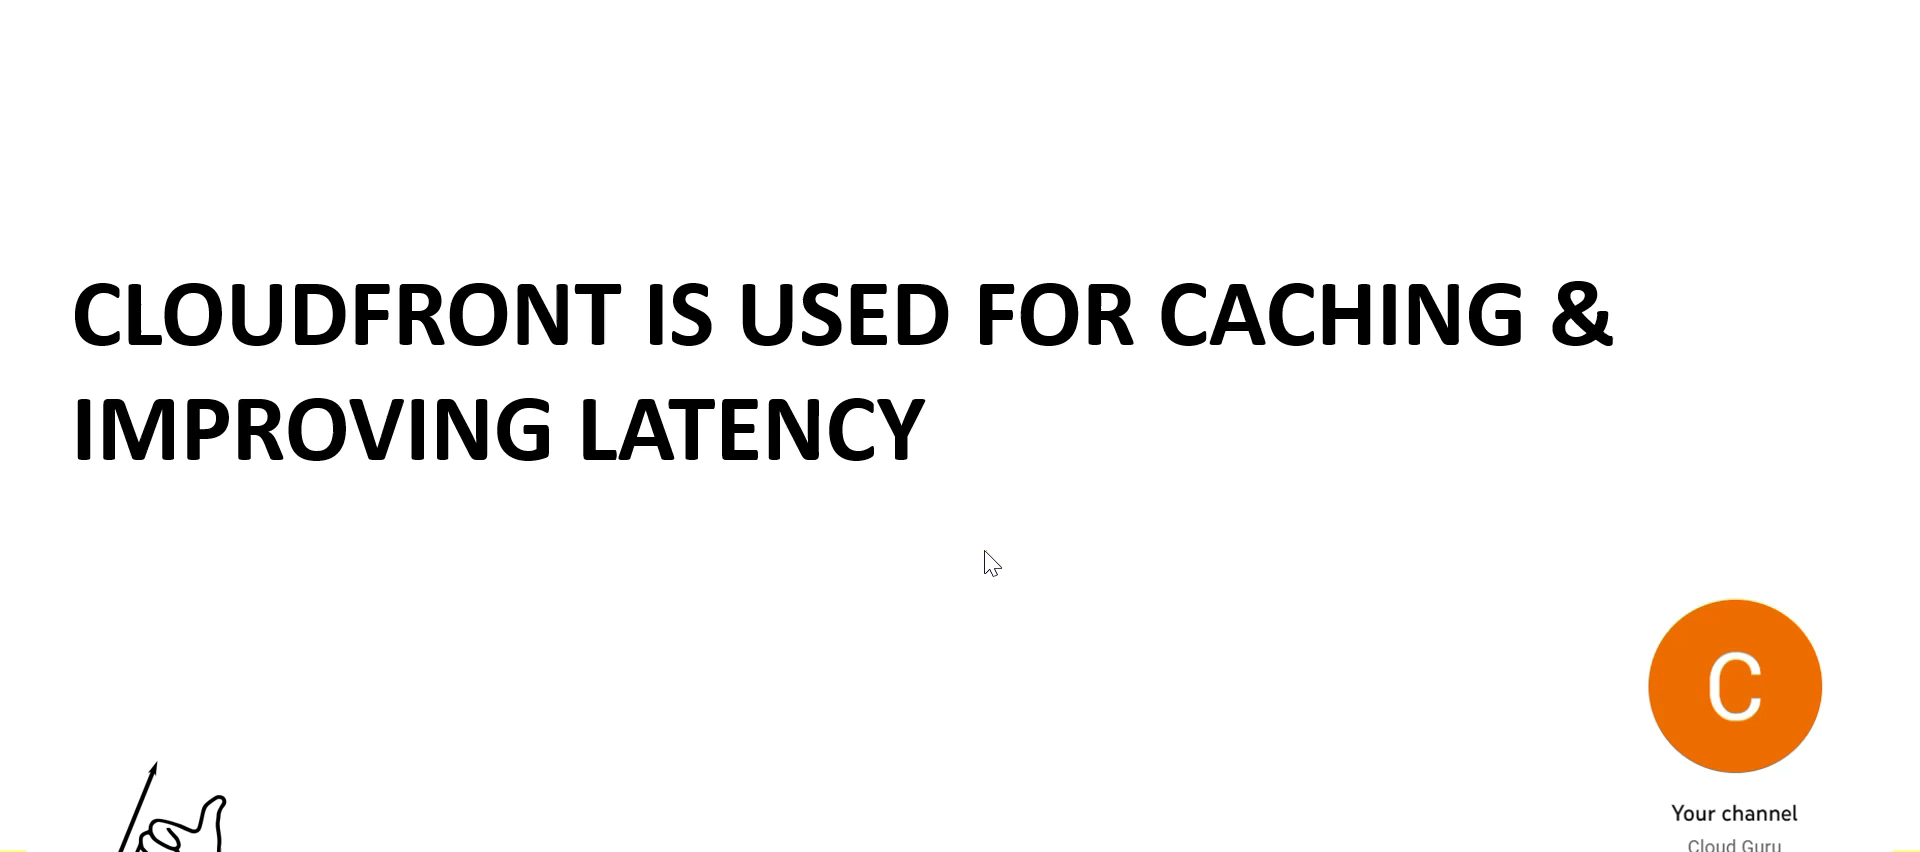 CLOUDFRONT IS USED FOR CACHING &
IMPROVING LATENCY
C
Your channel
Cloud Guru